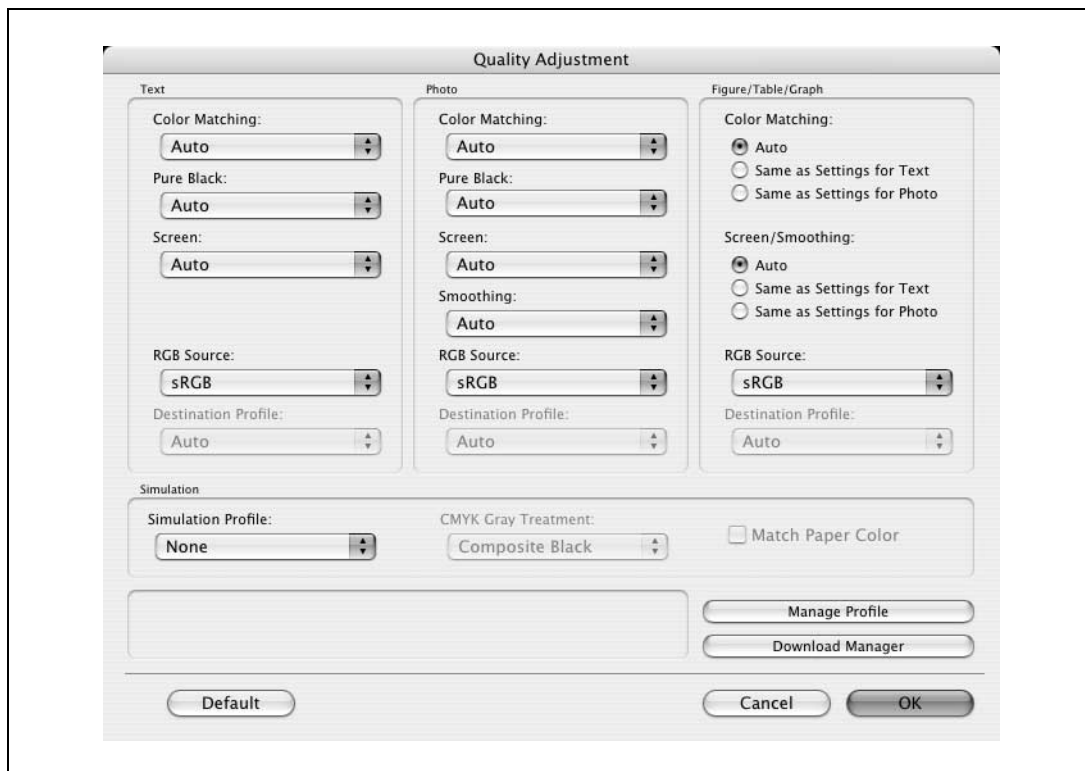 Quality Adjustment
Text
Color Matching:
Auto
Pure Black:
Auto
Screen:
Auto
RGB Source:
sRGB
Destination Profile:
Auto
Photo
Color Matching:
Auto
Pure Black:
Auto
Screen:
Auto
Smoothing:
Auto
RGB Source:
sRGB
Destination Profile:
Auto
Figure/Table/Graph
Color Matching:
Auto
Same as Settings for Text
Same as Settings for Photo
Screen/Smoothing:
Auto
Same as Settings for Text
Same as Settings for Photo
RGB Source:
sRGB
Destination Profile:
Auto
Simulation
Simulation Profile:
None
CMYK Gray Treatment:
Composite Black
Match Paper Color
Manage Profile
Download Manager
Default
Cancel
OK